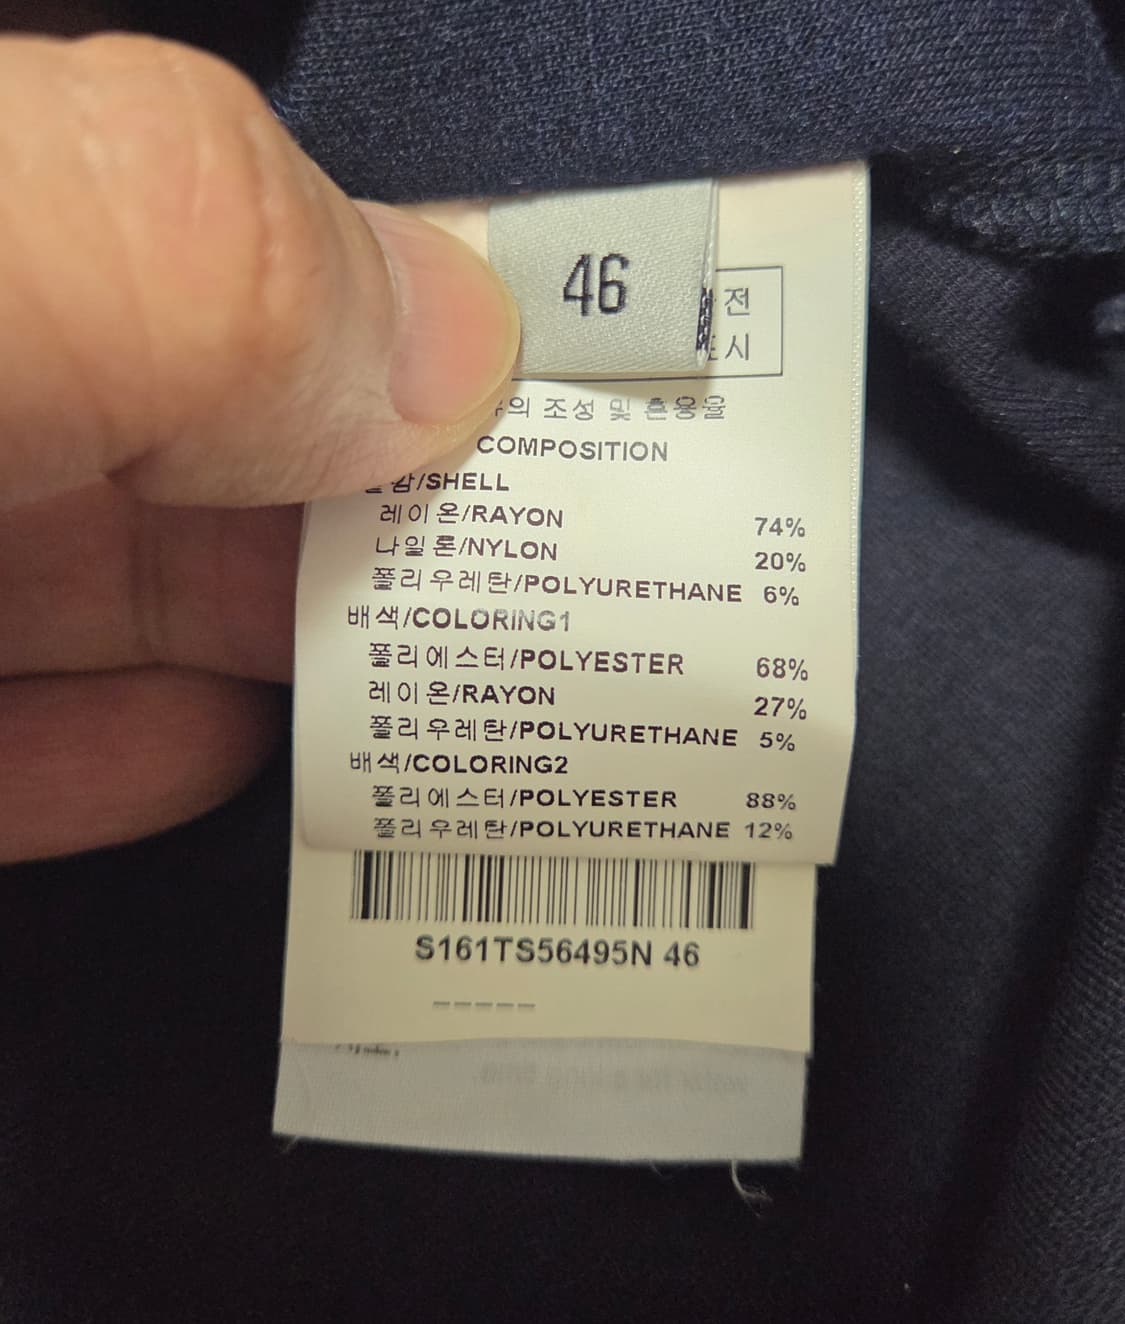 46
전
시
의 조성 및 혼용율
COMPOSITION
겉감/SHELL
레이온/RAYON 74%
나일론/NYLON 20%
폴리우레탄/POLYURETHANE 6%
배색/COLORING1
폴리에스터/POLYESTER 68%
레이온/RAYON 27%
폴리우레탄/POLYURETHANE 5%
배색/COLORING2
폴리에스터/POLYESTER 88%
폴리우레탄/POLYURETHANE 12%
S161TS56495N 46
-----